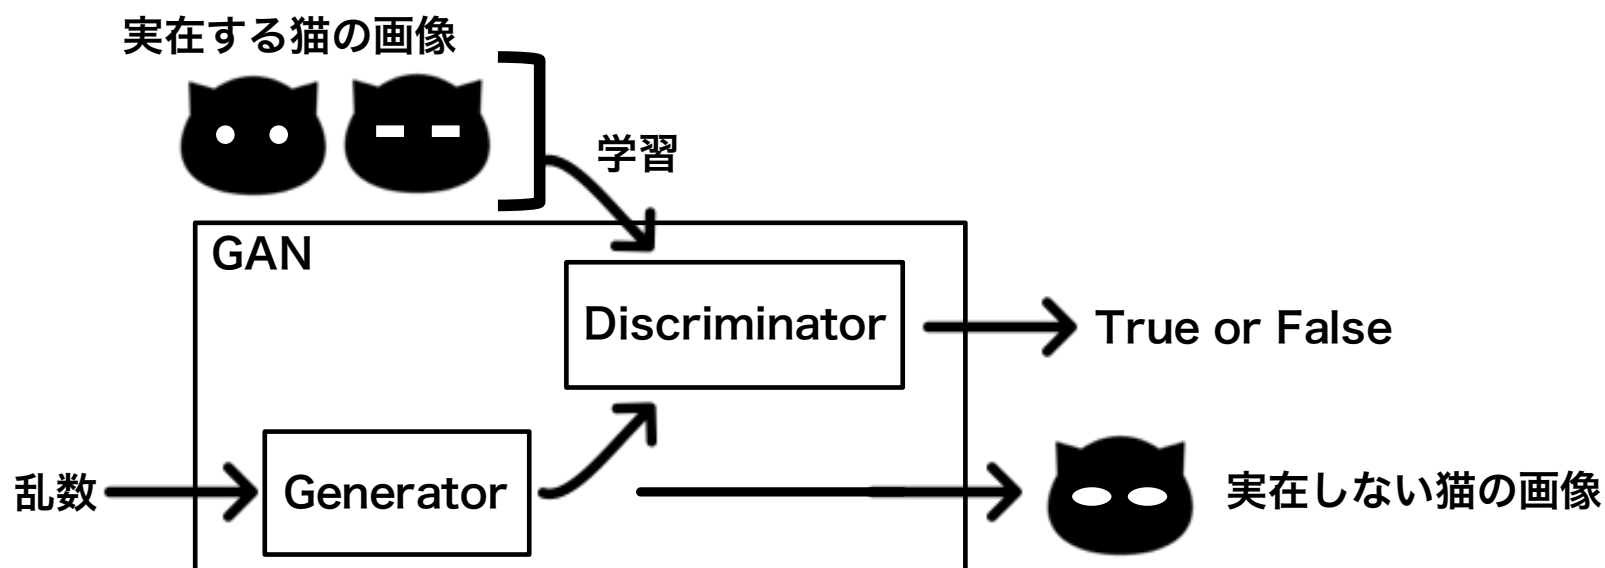 実在する猫の画像
学習
GAN
Discriminator
True or False
乱数
Generator
実在しない猫の画像